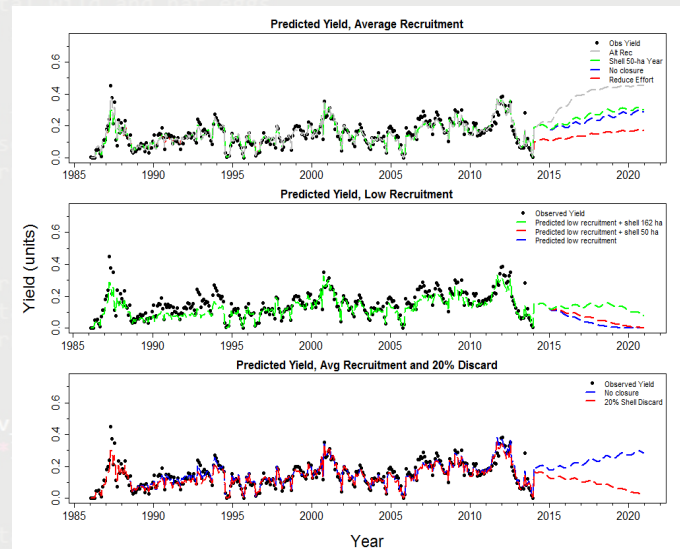 Predicted Yield, Average Recruitment
Obs Yield
Alt Rec
Shell 50-ha Year
No closure
Reduce Effort
0.0 0.2 0.4 0.6
1985 1990 1995 2000 2005 2010 2015 2020
Predicted Yield, Low Recruitment
Observed Yield
Predicted low recruitment + shell 162 ha
Predicted low recruitment + shell 50 ha
Predicted low recruitment
0.0 0.2 0.4 0.6
1985 1990 1995 2000 2005 2010 2015 2020
Yield (units)
Predicted Yield, Avg Recruitment and 20% Discard
Observed Yield
No closure
20% Shell Discard
0.0 0.2 0.4 0.6
1985 1990 1995 2000 2005 2010 2015 2020
Year